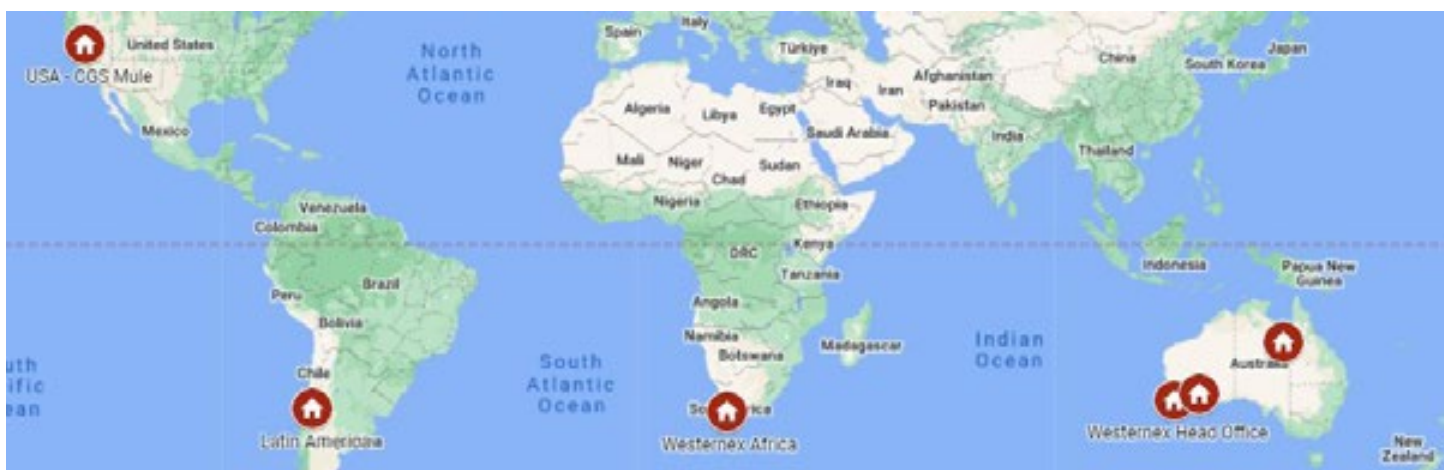 Italy
Spain
Türkiye
Japan
China
United States
North
Atlantic
Ocean
South Korea
Afghanistan
USA - CGS Mule
Iraq
Iran
Pakistan
Algeria
Libya
Egypt
Mexico
Saudi Arabia
India
Thailand
Mali
Niger
Sudan
Chad
Venezuela
Nigeria
Ethiopia
Colombia
Kenya
DRC
Indonesia
Papua New
Guinea
Tanzania
Brazil
Peru
Angola
Bolivia
Namibia
Botswana
Madagascar
Indian
Ocean
South
Atlantic
Ocean
Chile
Westernex Africa
Westernex Head Office
New
Zealand